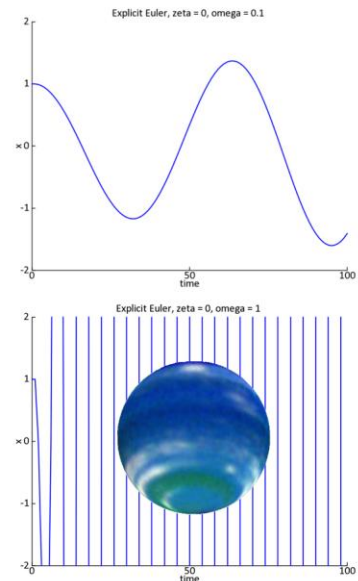 Explicit Euler, zeta = 0, omega = 0.1
2
1
x 0
-1
-2
0 50 100
time
Explicit Euler, zeta = 0, omega = 1
2
1
x 0
-1
-2
0 50 100
time